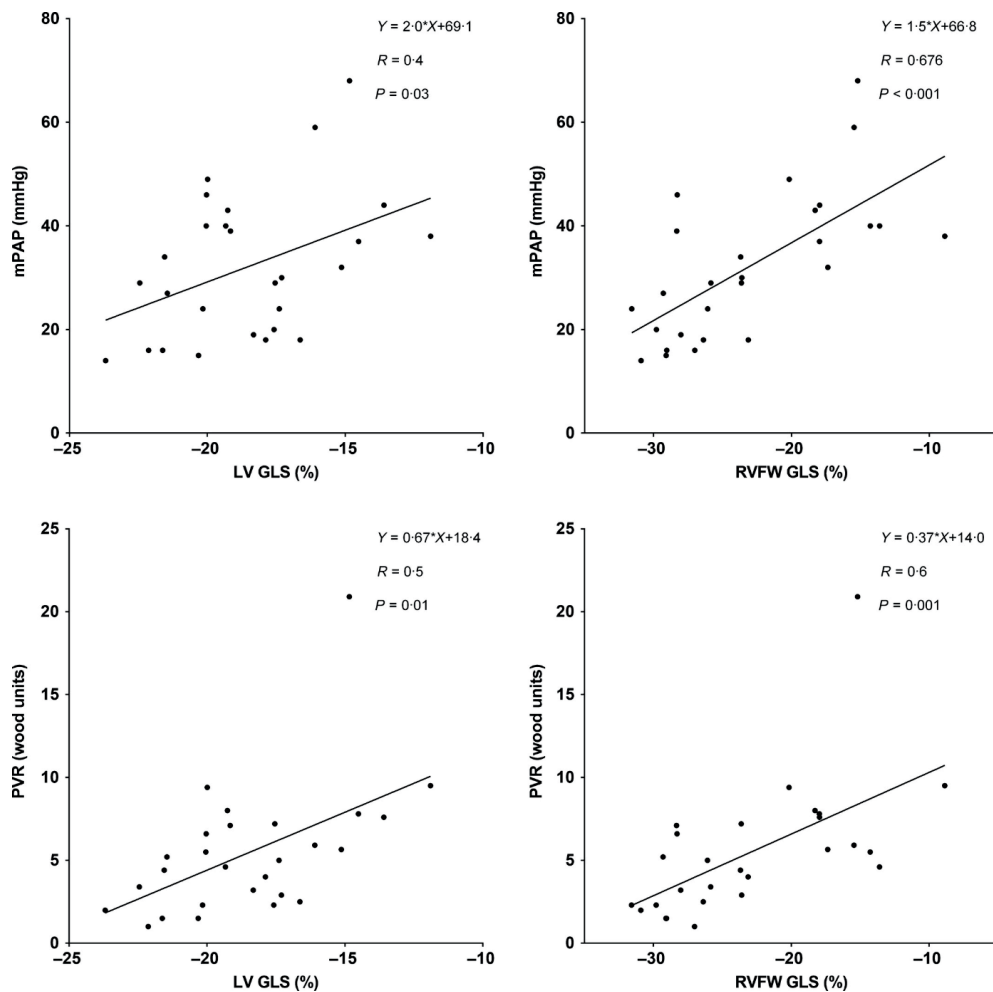 Y = 2·0*X+69·1
R = 0·4
P = 0·03
80
60
40
20
0
mPAP (mmHg)
–25
–20
–15
–10
LV GLS (%)
Y = 1·5*X+66·8
R = 0·676
P < 0·001
80
60
40
20
0
mPAP (mmHg)
–30
–20
–10
RVFW GLS (%)
Y = 0·67*X+18·4
R = 0·5
P = 0·01
25
20
15
10
5
0
PVR (wood units)
–25
–20
–15
–10
LV GLS (%)
Y = 0·37*X+14·0
R = 0·6
P = 0·001
25
20
15
10
5
0
PVR (wood units)
–30
–20
–10
RVFW GLS (%)